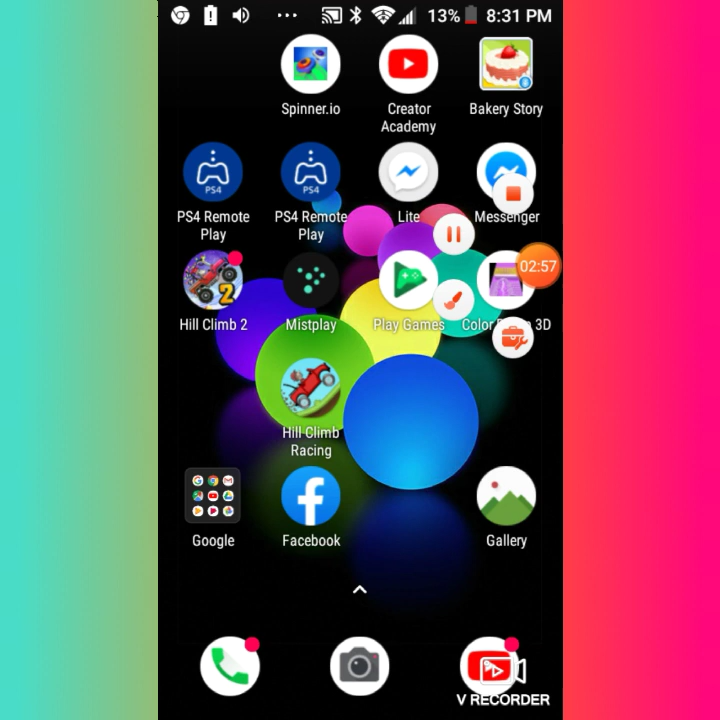 13% 8:31 PM
Spinner.io
Creator
Academy
Bakery Story
PS4
PS4
PS4 Remote
Play
PS4 Remote
Play
Lite
Messenger
02:57
2
Hill Climb 2
Mistplay
Play Games
Color 3D
Hill Climb
Racing
Google
Facebook
Gallery
V RECORDER